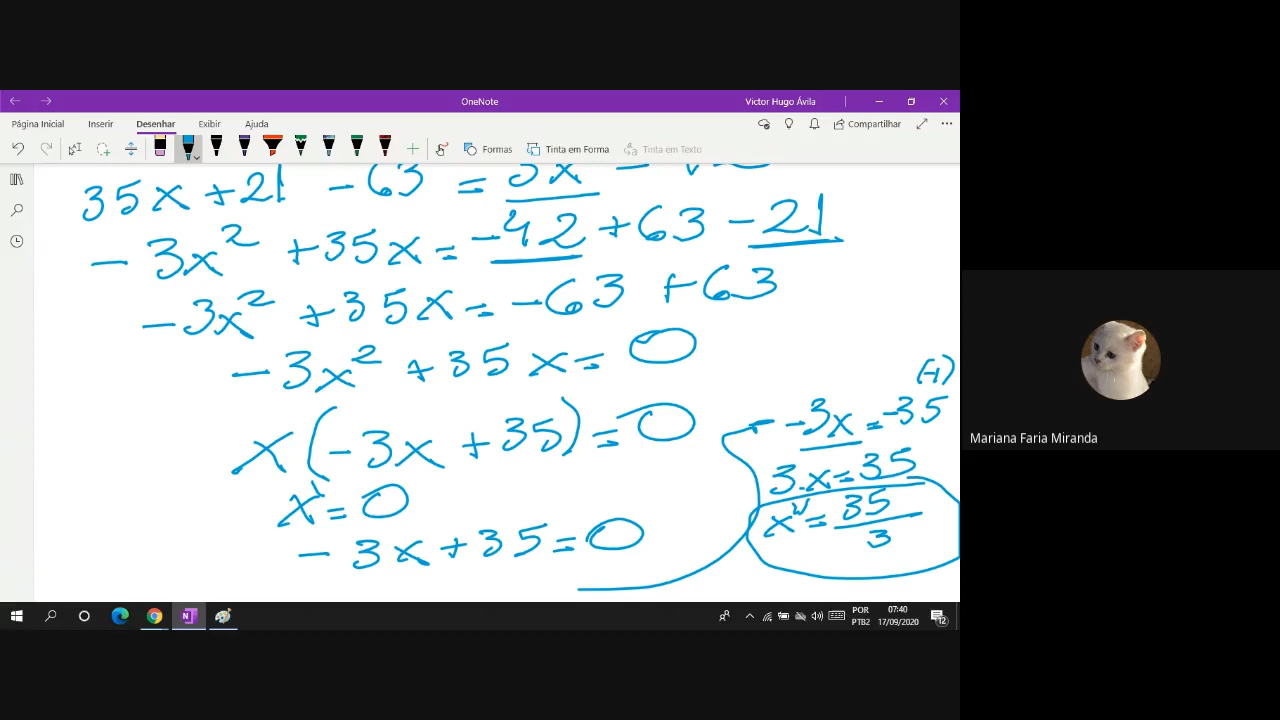 OneNote
Victor Hugo Ávila
Página Inicial Inserir Desenhar Exibir Ajuda
Compartilhar
Formas Tinta em Forma Tinta em Texto
35x + 21 - 63 = 3x
- 3x² + 35x = -42 + 63 - 21
- 3x² + 35x = -63 + 63
- 3x² + 35x = 0
x(-3x + 35) = 0
x' = 0
- 3x + 35 = 0
(-1)
-3x = -35
3.x = 35
x'' = 35/3
Mariana Faria Miranda
POR
PTB2
07:40
17/09/2020
12